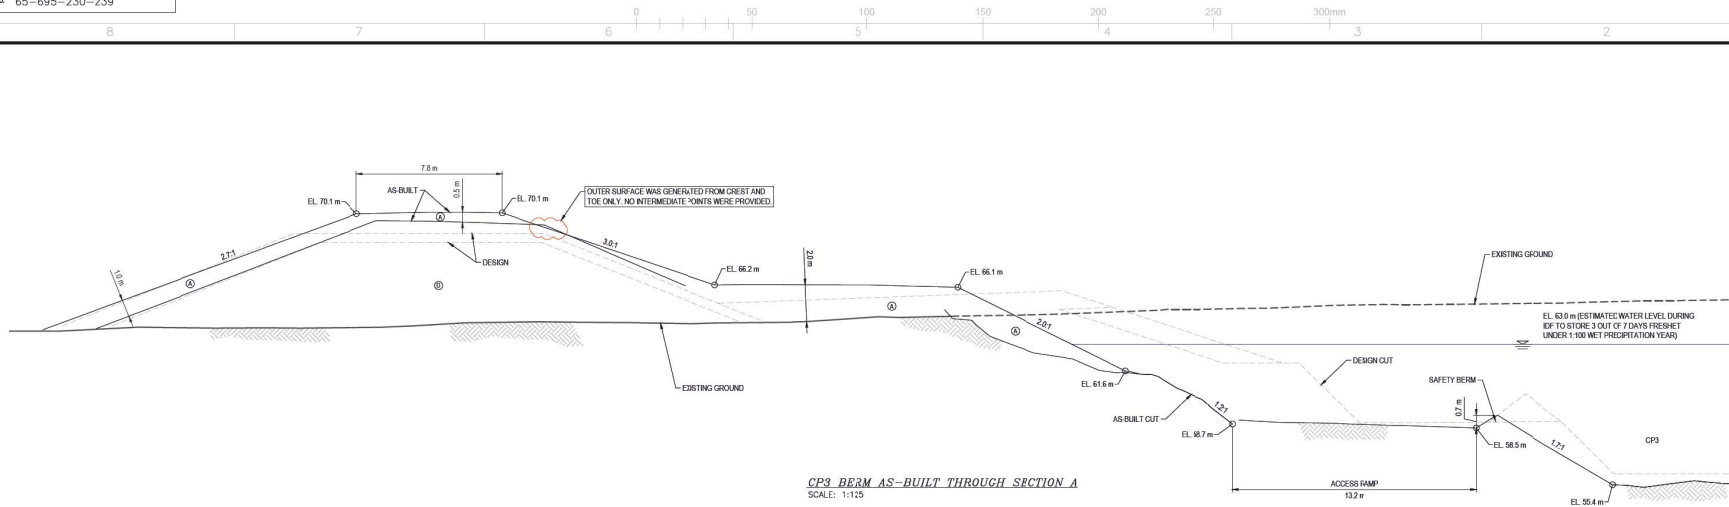 65-695-230-239
0 50 100 150 200 250 300mm
8 7 6 5 4 3 2
7.8 m
AS-BUILT
0.5 m
EL. 70.1 m
EL. 70.1 m
A
OUTER SURFACE WAS GENERATED FROM CREST AND
TOE ONLY. NO INTERMEDIATE POINTS WERE PROVIDED.
2.7:1
3.0:1
1.0 m
A
DESIGN
D
EL. 66.2 m
2.0 m
EL. 66.1 m
A
A
2.0:1
EXISTING GROUND
EL. 63.0 m (ESTIMATED WATER LEVEL DURING
IDF TO STORE 3 OUT OF 7 DAYS FRESHET
UNDER 1:100 WET PRECIPITATION YEAR)
EXISTING GROUND
EL. 61.6 m
DESIGN CUT
SAFETY BERM
0.7 m
AS-BUILT CUT
1.2:1
EL. 58.7 m
EL. 58.5 m
1.7:1
CP3
ACCESS RAMP
13.2 m
EL. 55.4 m
CP3 BERM AS-BUILT THROUGH SECTION A
SCALE: 1:125